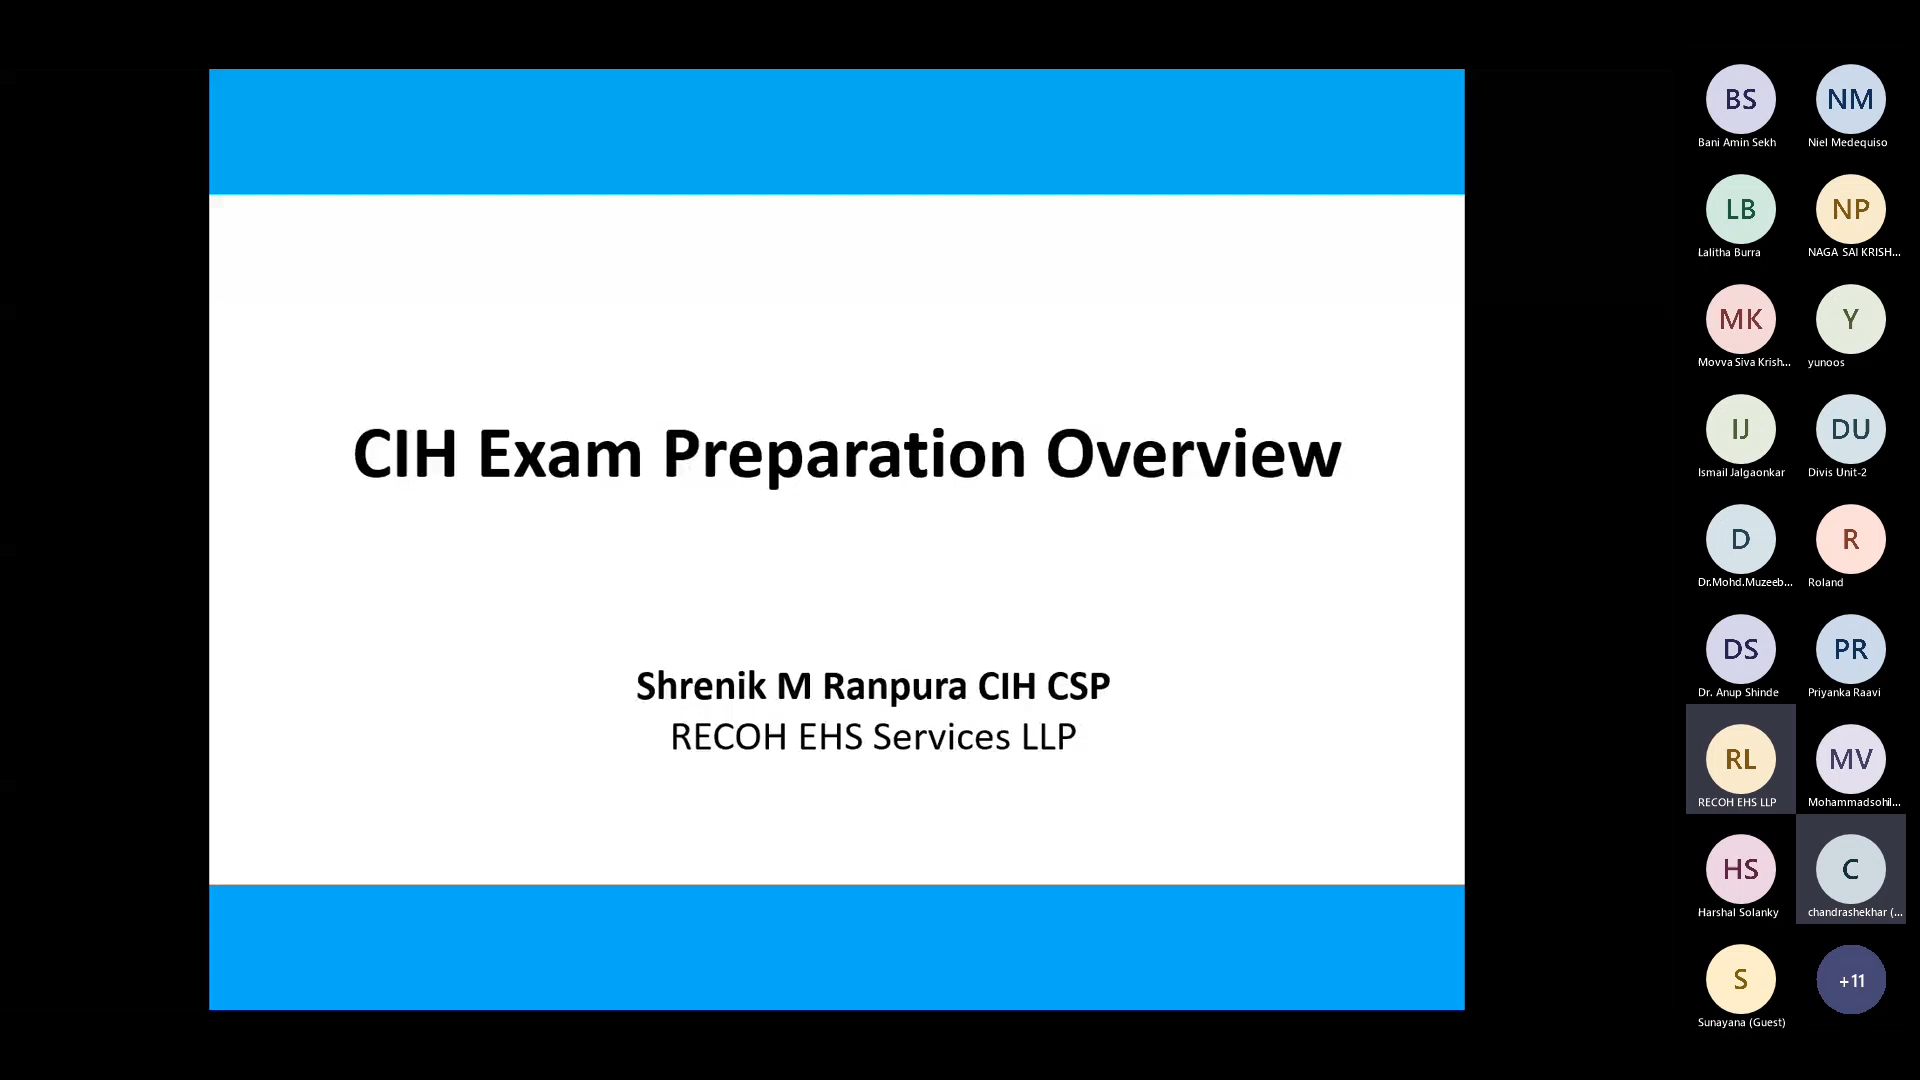 CIH Exam Preparation Overview
Shrenik M Ranpura CIH CSP
RECOH EHS Services LLP
BS
Bani Amin Sekh
NM
Niel Medequiso
LB
Lalitha Burra
NP
NAGA SAI KRISH...
MK
Movva Siva Krish...
Y
yunoos
IJ
Ismail Jalgaonkar
DU
Divis Unit-2
D
Dr.Mohd.Muzeeb...
R
Roland
DS
Dr. Anup Shinde
PR
Priyanka Raavi
RL
RECOH EHS LLP
MV
Mohammadsohil...
HS
Harshal Solanky
C
chandrashekhar (...
S
Sunayana (Guest)
+11